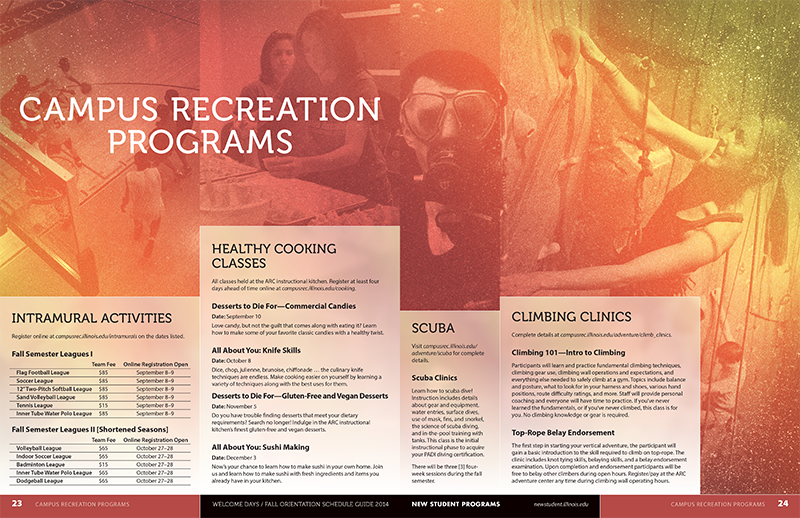 CAMPUS RECREATION
PROGRAMS
INTRAMURAL ACTIVITIES
Register online at campusrec.illinois.edu/intramurals on the dates listed.
Fall Semester Leagues I
Team Fee Online Registration Open
Flag Football League $85 September 8–9
Soccer League $85 September 8–9
12" Two-Pitch Softball League $85 September 8–9
Sand Volleyball League $85 September 8–9
Tennis League $15 September 8–9
Inner Tube Water Polo League $85 September 8–9
Fall Semester Leagues II [Shortened Seasons]
Team Fee Online Registration Open
Volleyball League $65 October 27–28
Indoor Soccer League $65 October 27–28
Badminton League $15 October 27–28
Inner Tube Water Polo League $65 October 27–28
Dodgeball League $65 October 27–28
HEALTHY COOKING
CLASSES
All classes held at the ARC instructional kitchen. Register at least four
days ahead of time online at campusrec.illinois.edu/cooking.
Desserts to Die For—Commercial Candies
Date: September 10
Love candy, but not the guilt that comes along with eating it? Learn
how to make some of your favorite classic candies with a healthy twist.
All About You: Knife Skills
Date: October 8
Dice, chop, julienne, brunoise, chiffonade … the culinary knife
techniques are endless. Make cooking easier on yourself by learning a
variety of techniques along with the best uses for them.
Desserts to Die For—Gluten-Free and Vegan Desserts
Date: November 5
Do you have trouble finding desserts that meet your dietary
requirements? Search no longer! Indulge in the ARC instructional
kitchen's finest gluten-free and vegan desserts.
All About You: Sushi Making
Date: December 3
Now's your chance to learn how to make sushi in your own home. Join
us and learn how to make sushi with fresh ingredients and items you
already have in your kitchen.
SCUBA
Visit campusrec.illinois.edu/
adventure/scuba for complete
details.
Scuba Clinics
Learn how to scuba dive!
Instruction includes details
about gear and equipment,
water entries, surface dives,
use of mask, fins, and snorkel,
the science of scuba diving,
and in-the-pool training with
tanks. This class is the initial
instructional phase to acquire
your PADI diving certification.
There will be three [3] four-
week sessions during the fall
semester.
CLIMBING CLINICS
Complete details at campusrec.illinois.edu/adventure/climb_clinics.
Climbing 101—Intro to Climbing
Participants will learn and practice fundamental climbing techniques,
climbing gear use, climbing wall operations and expectations, and
everything else needed to safely climb at a gym. Topics include balance
and posture, what to look for in your harness and shoes, various hand
positions, route difficulty ratings, and more. Staff will provide personal
coaching and everyone will have time to practice. If you've never
learned the fundamentals, or if you've never climbed, this class is for
you. No climbing knowledge or gear is required.
Top-Rope Belay Endorsement
The first step in starting your vertical adventure, the participant will
gain a basic introduction to the skill required to climb on top-rope. The
clinic includes knot tying skills, belaying skills, and a belay endorsement
examination. Upon completion and endorsement participants will be
free to belay other climbers during open hours. Register/pay at the ARC
adventure center any time during climbing wall operating hours.
23 CAMPUS RECREATION PROGRAMS
WELCOME DAYS / FALL ORIENTATION SCHEDULE GUIDE 2014 NEW STUDENT PROGRAMS newstudent.illinois.edu
CAMPUS RECREATION PROGRAMS 24